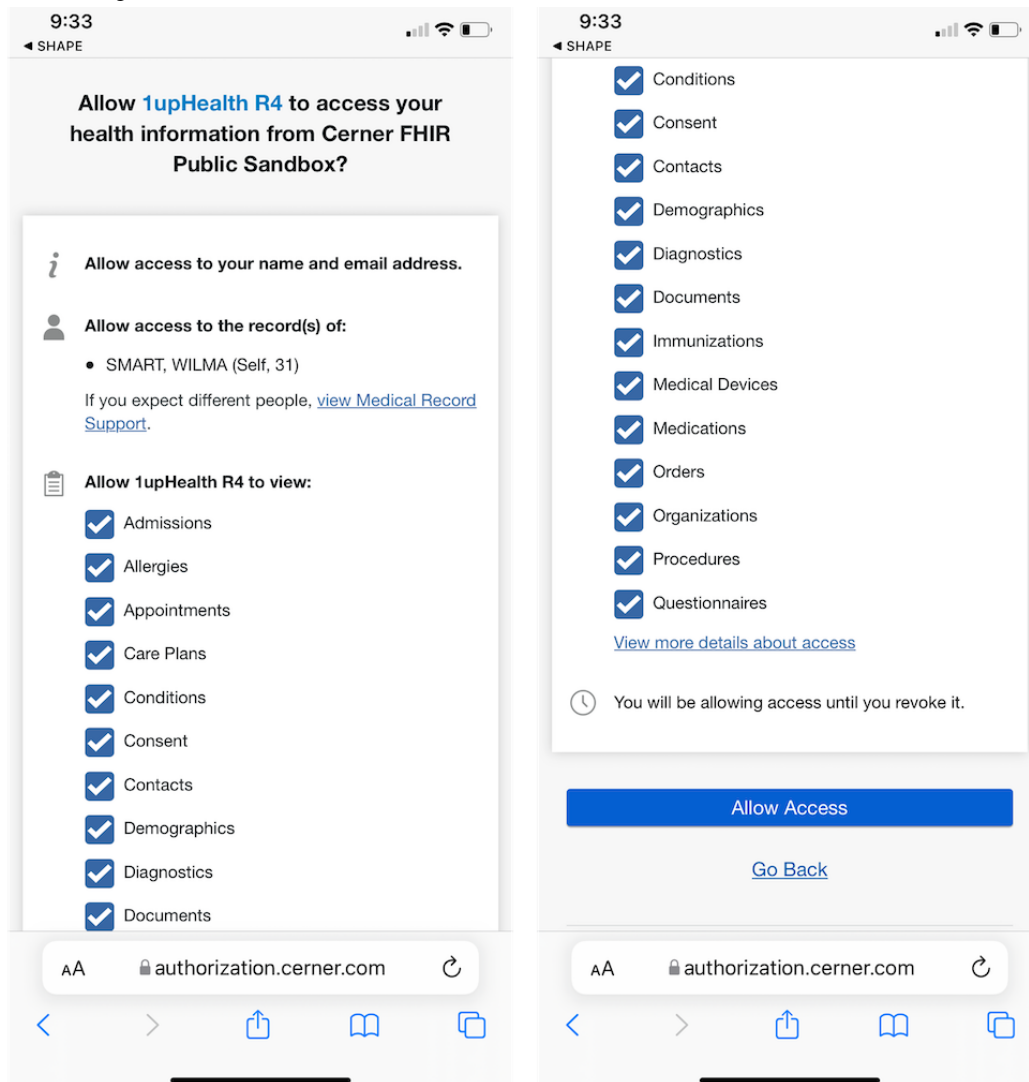 9:33
◀ SHAPE
Allow 1upHealth R4 to access your
health information from Cerner FHIR
Public Sandbox?
i
Allow access to your name and email address.
Allow access to the record(s) of:
• SMART, WILMA (Self, 31)
If you expect different people, view Medical Record
Support.
Allow 1upHealth R4 to view:
Admissions
Allergies
Appointments
Care Plans
Conditions
Consent
Contacts
Demographics
Diagnostics
Documents
AA authorization.cerner.com
9:33
◀ SHAPE
Conditions
Consent
Contacts
Demographics
Diagnostics
Documents
Immunizations
Medical Devices
Medications
Orders
Organizations
Procedures
Questionnaires
View more details about access
You will be allowing access until you revoke it.
Allow Access
Go Back
AA authorization.cerner.com